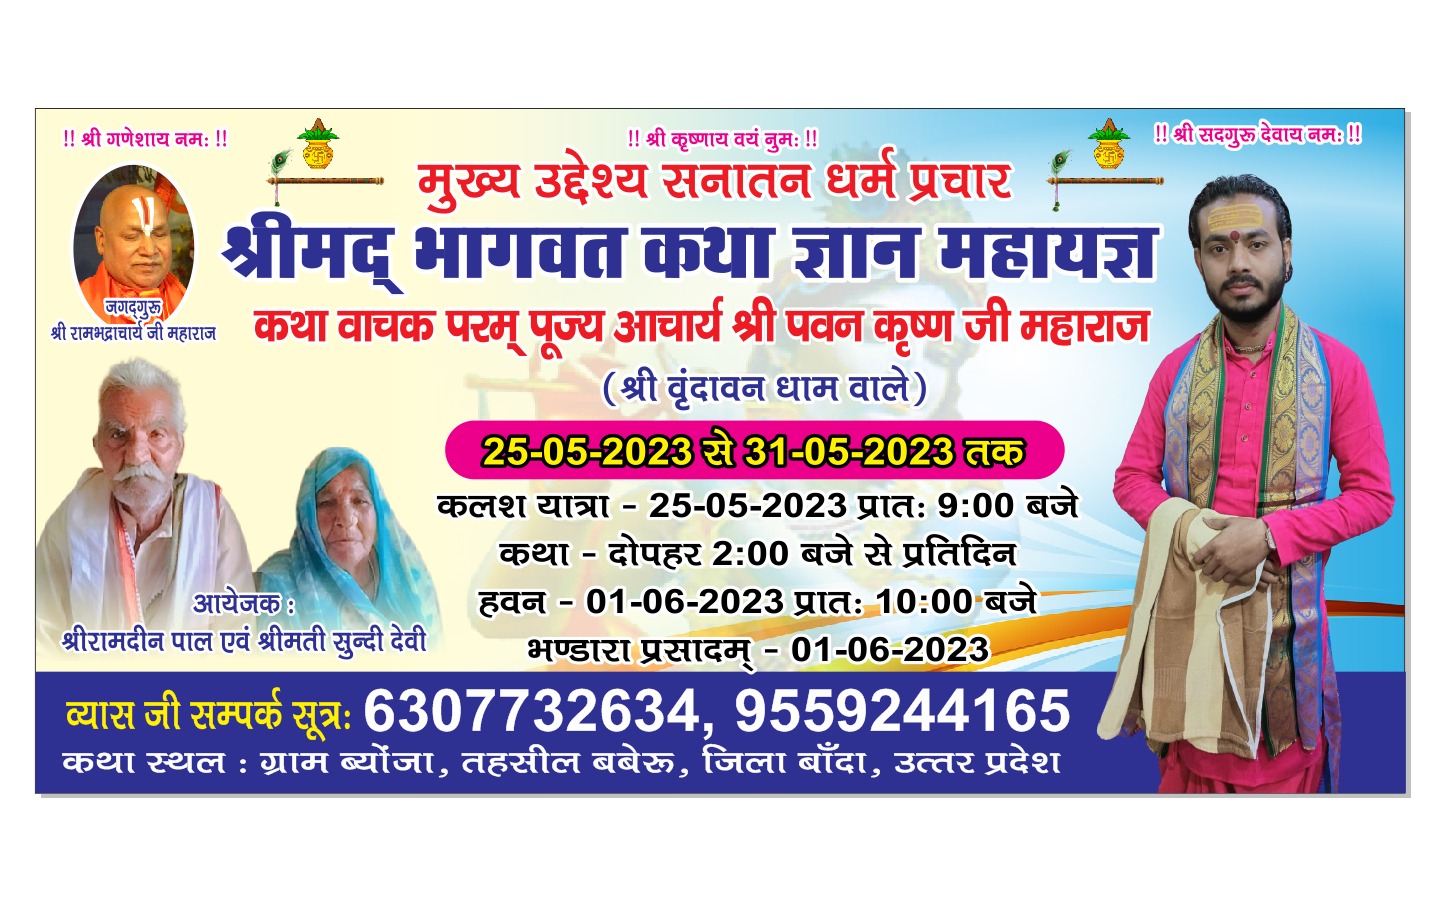 !! श्री गणेशाय नमः !!
!! श्री कृष्णाय वयं नुमः !!
!! श्री सदगुरू देवाय नमः !!
मुख्य उद्देश्य सनातन धर्म प्रचार
श्रीमद् भागवत कथा ज्ञान महायज्ञ
जगद्गुरू
श्री रामभद्राचार्य जी महाराज
कथा वाचक परम् पूज्य आचार्य श्री पवन कृष्ण जी महाराज
(श्री वृंदावन धाम वाले)
25-05-2023 से 31-05-2023 तक
कलश यात्रा - 25-05-2023 प्रातः 9:00 बजे
कथा - दोपहर 2:00 बजे से प्रतिदिन
हवन - 01-06-2023 प्रातः 10:00 बजे
भण्डारा प्रसादम् - 01-06-2023
आयेजक :
श्रीरामदीन पाल एवं श्रीमती सुन्दी देवी
व्यास जी सम्पर्क सूत्रः 6307732634, 9559244165
कथा स्थल : ग्राम ब्योंजा, तहसील बबेरू, जिला बाँदा, उत्तर प्रदेश